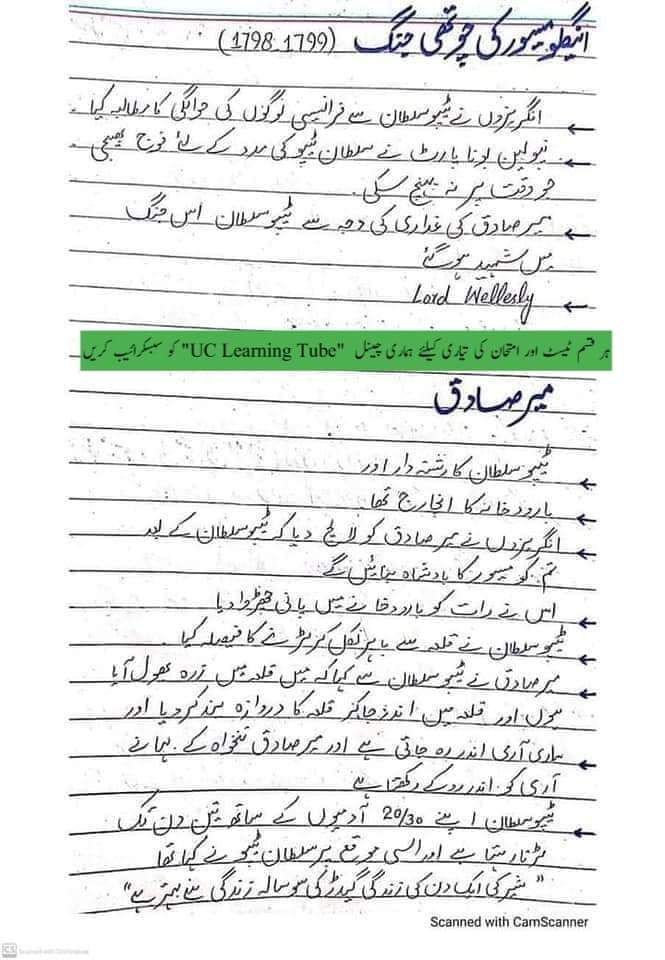 اینگلو میسور کی چوتھی جنگ (1798_1799)
← انگریزوں نے ٹیپو سلطان سے فرانسیسی لوگوں کی حوالگی کا مطالبہ کیا۔
← نیولین بونا پارٹ نے سلطان ٹیپو کی مدد کے لئے فوج بھیجی
جو وقت پر نہ پہنچ سکی۔
← میر صادق کی غداری کی وجہ سے ٹیپو سلطان اس جنگ
میں شہید ہو گئے
← Lord Wellesly
ہر قسم ٹیسٹ اور امتحان کی تیاری کیلئے ہماری چینل "UC Learning Tube" کو سبسکرائیب کریں
میر صادق
← ٹیپو سلطان کا رشتہ دار اور
← بارود خانہ کا انچارج تھا۔
← انگریزوں نے میر صادق کو لالچ دیا کہ ٹیپو سلطان کے بعد
تم کو میسور کا بادشاہ بنائیں گے
← اس نے رات کو بارود خانے میں پانی چھڑوا دیا
← ٹیپو سلطان نے قلعہ سے باہر نکل کر لڑنے کا فیصلہ کیا۔
← میر صادق نے ٹیپو سلطان سے کہا کہ میں قلعہ میں زرہ بھول آیا
ہوں اور قلعہ میں اندر جا کر قلعہ کا دروازہ بند کر دیا اور
← ساری آرمی اندر رہ جاتی ہے اور میر صادق تنخواہ کے بہانے
آرمی کو اندر روکے رکھتا ہے
← ٹیپو سلطان اپنے 20/30 آدمیوں کے ساتھ تین دن تک
لڑتا رہتا ہے اور اسی موقع پر سلطان ٹیپو نے کہا تھا
"شیر کی ایک دن کی زندگی گیدڑ کی سو سالہ زندگی سے بہتر ہے"
Scanned with CamScanner
CS Scanned with CamScanner